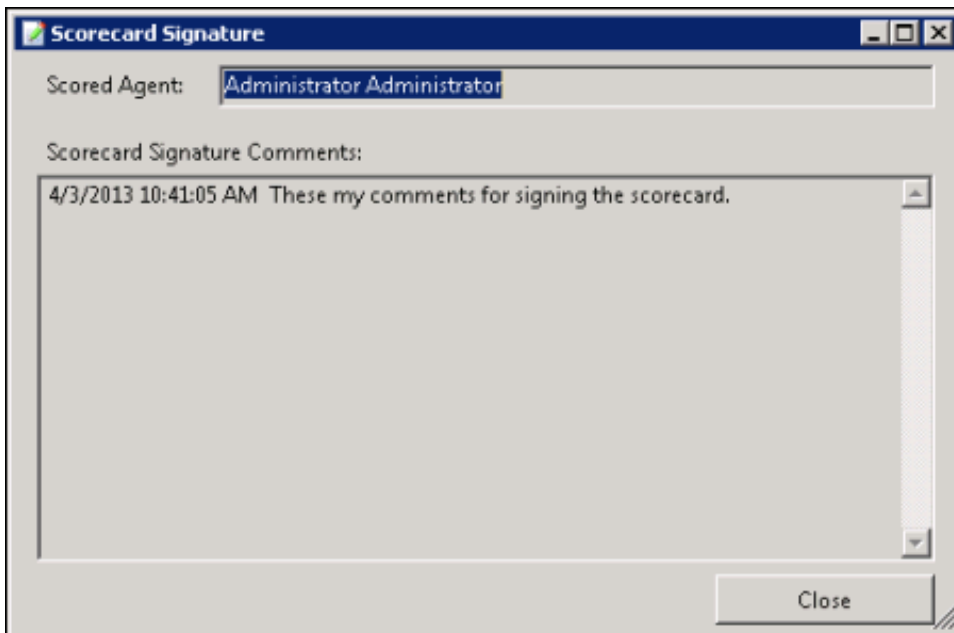 Scorecard Signature
Scored Agent: Administrator Administrator
Scorecard Signature Comments:
4/3/2013 10:41:05 AM These my comments for signing the scorecard.
Close